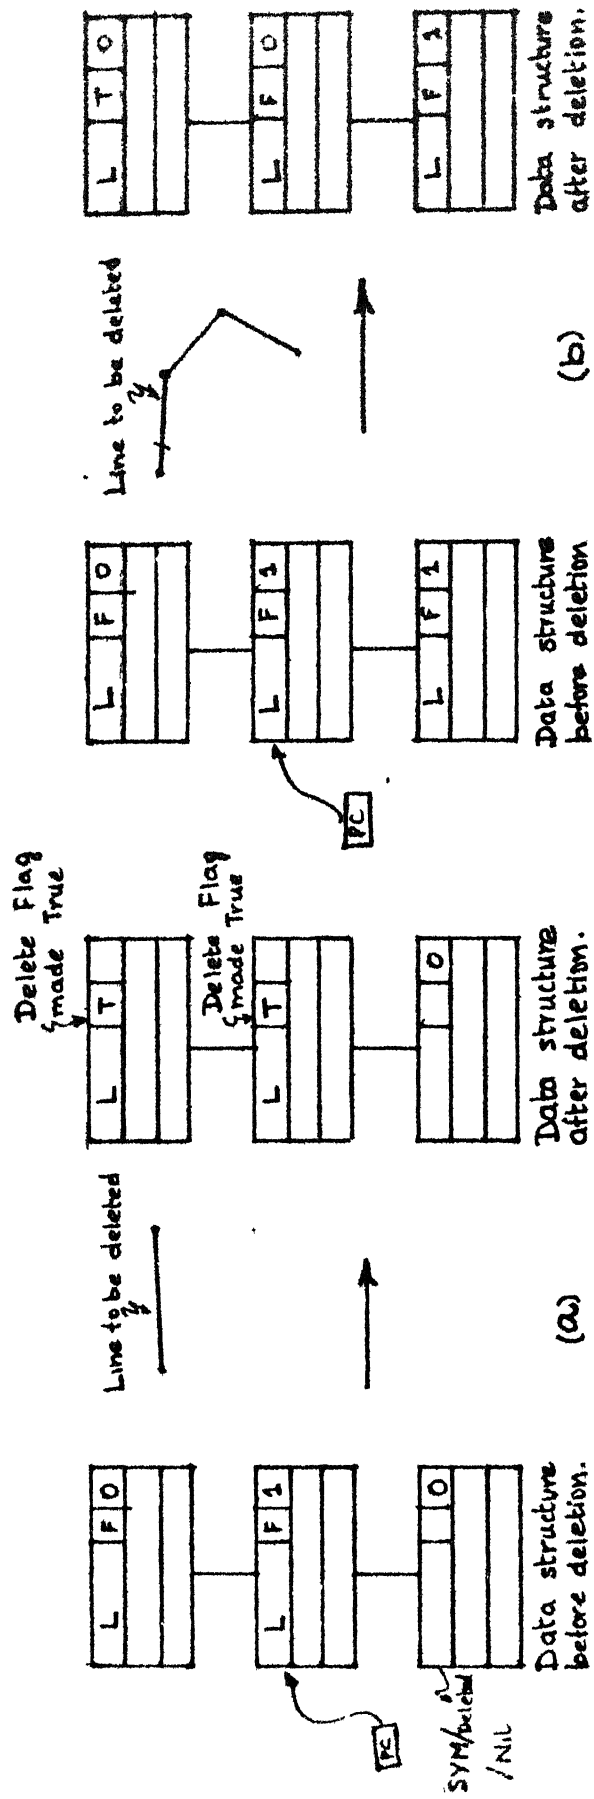 L F 0
PC
L F 1
SYM/Deleted
/NIL
0
Data structure
before deletion.
Line to be deleted
(a)
Delete Flag
made True
L T
Delete Flag
made True
L T
0
Data structure
after deletion.
L F 0
PC
L F 1
L F 1
Data structure
before deletion
Line to be deleted
(b)
L T 0
L F 0
L F 1
Data structure
after deletion.